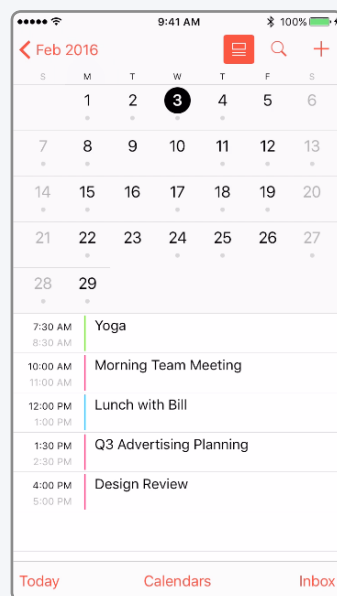 9:41 AM 100%
Feb 2016
S M T W T F S
1 2 3 4 5 6
7 8 9 10 11 12 13
14 15 16 17 18 19 20
21 22 23 24 25 26 27
28 29
7:30 AM Yoga
8:30 AM
10:00 AM Morning Team Meeting
11:00 AM
12:00 PM Lunch with Bill
1:00 PM
1:30 PM Q3 Advertising Planning
2:30 PM
4:00 PM Design Review
5:00 PM
Today Calendars Inbox